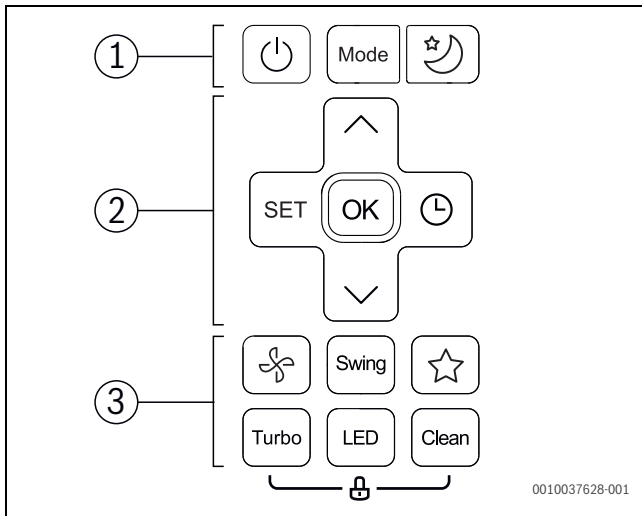 1
Mode
2
SET OK
3
Swing
Turbo LED Clean
0010037628-001